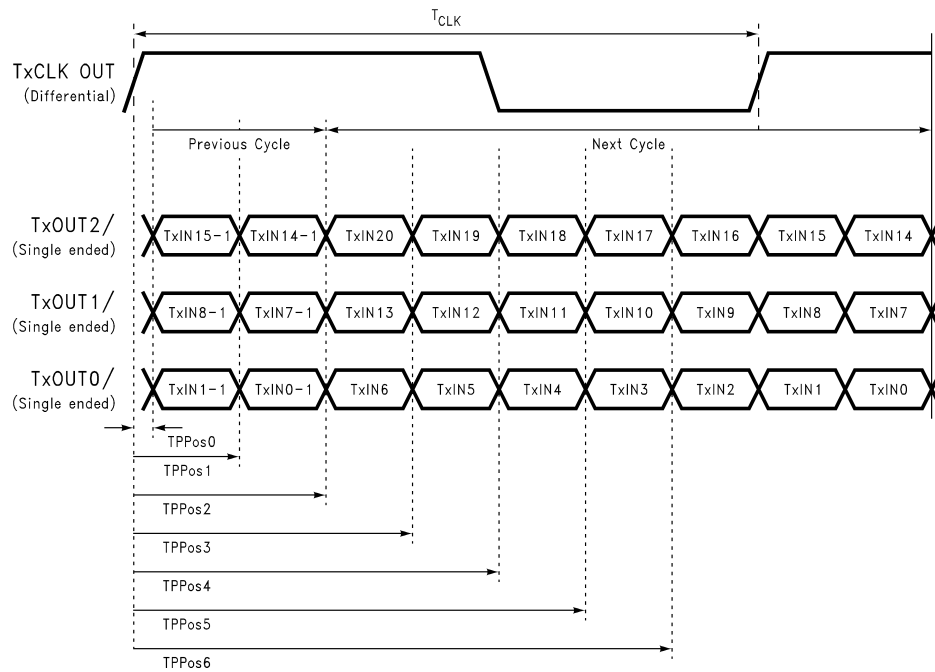 T_CLK
TxCLK OUT
(Differential)
Previous Cycle
Next Cycle
TxOUT2/
(Single ended)
TxIN15-1 TxIN14-1 TxIN20 TxIN19 TxIN18 TxIN17 TxIN16 TxIN15 TxIN14
TxOUT1/
(Single ended)
TxIN8-1 TxIN7-1 TxIN13 TxIN12 TxIN11 TxIN10 TxIN9 TxIN8 TxIN7
TxOUT0/
(Single ended)
TxIN1-1 TxIN0-1 TxIN6 TxIN5 TxIN4 TxIN3 TxIN2 TxIN1 TxIN0
TPPos0
TPPos1
TPPos2
TPPos3
TPPos4
TPPos5
TPPos6